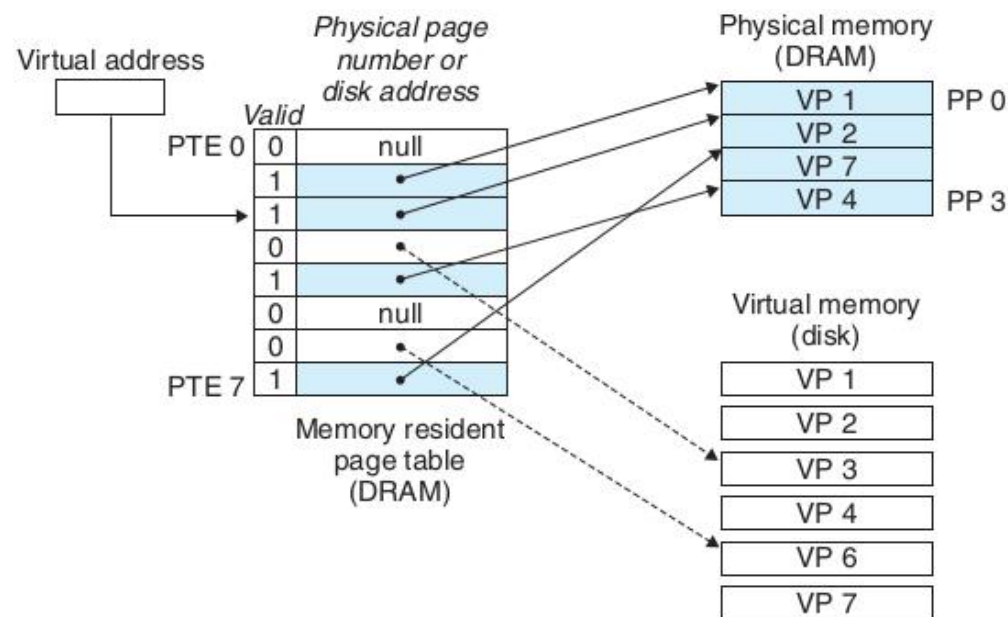 Virtual address
Physical page
number or
disk address
Valid
PTE 0
0
null
1
1
0
1
0
null
0
PTE 7
1
Memory resident
page table
(DRAM)
Physical memory
(DRAM)
VP 1
PP 0
VP 2
VP 7
VP 4
PP 3
Virtual memory
(disk)
VP 1
VP 2
VP 3
VP 4
VP 6
VP 7